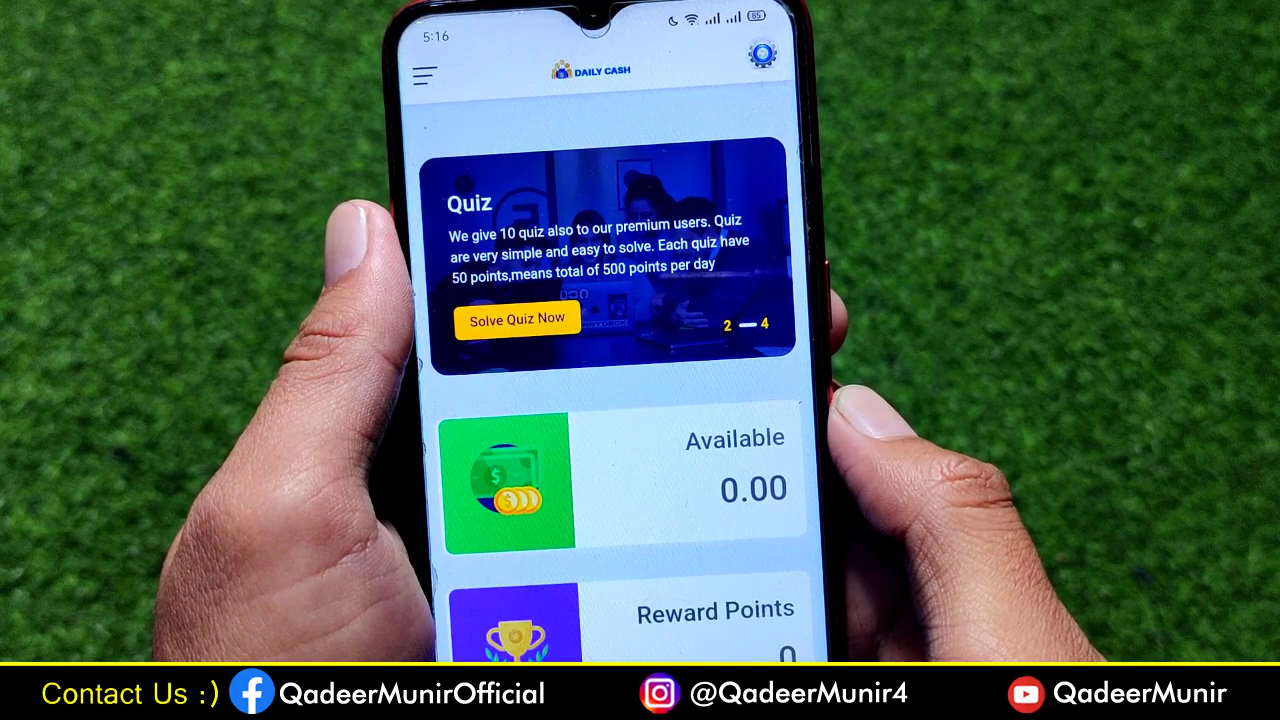 5:16
85
DAILY CASH
Quiz
We give 10 quiz also to our premium users. Quiz
are very simple and easy to solve. Each quiz have
50 points,means total of 500 points per day
Solve Quiz Now
2
4
Available
0.00
Reward Points
0
Contact Us :) QadeerMunirOfficial @QadeerMunir4 QadeerMunir